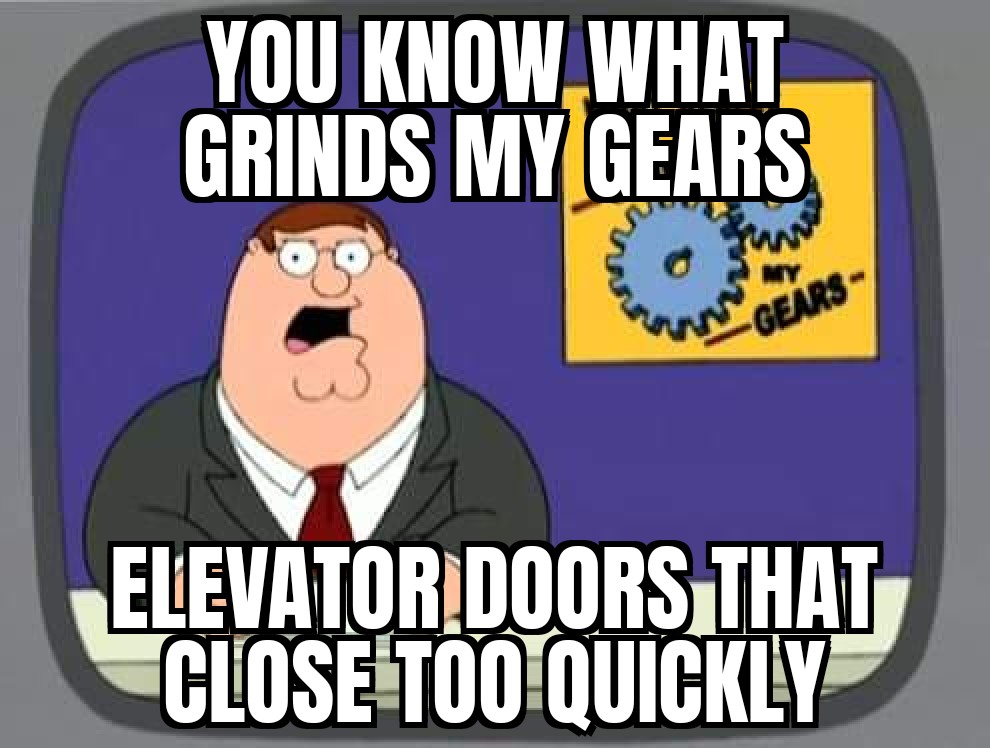 YOU KNOW WHAT
GRINDS MY GEARS
MY
GEARS
ELEVATOR DOORS THAT
CLOSE TOO QUICKLY